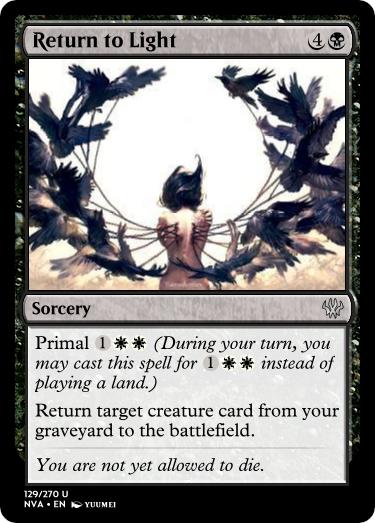 Return to Light 4
Sorcery
Primal 1 (During your turn, you
may cast this spell for 1 instead of
playing a land.)
Return target creature card from your
graveyard to the battlefield.
You are not yet allowed to die.
129/270 U
NVA • EN YUUMEI